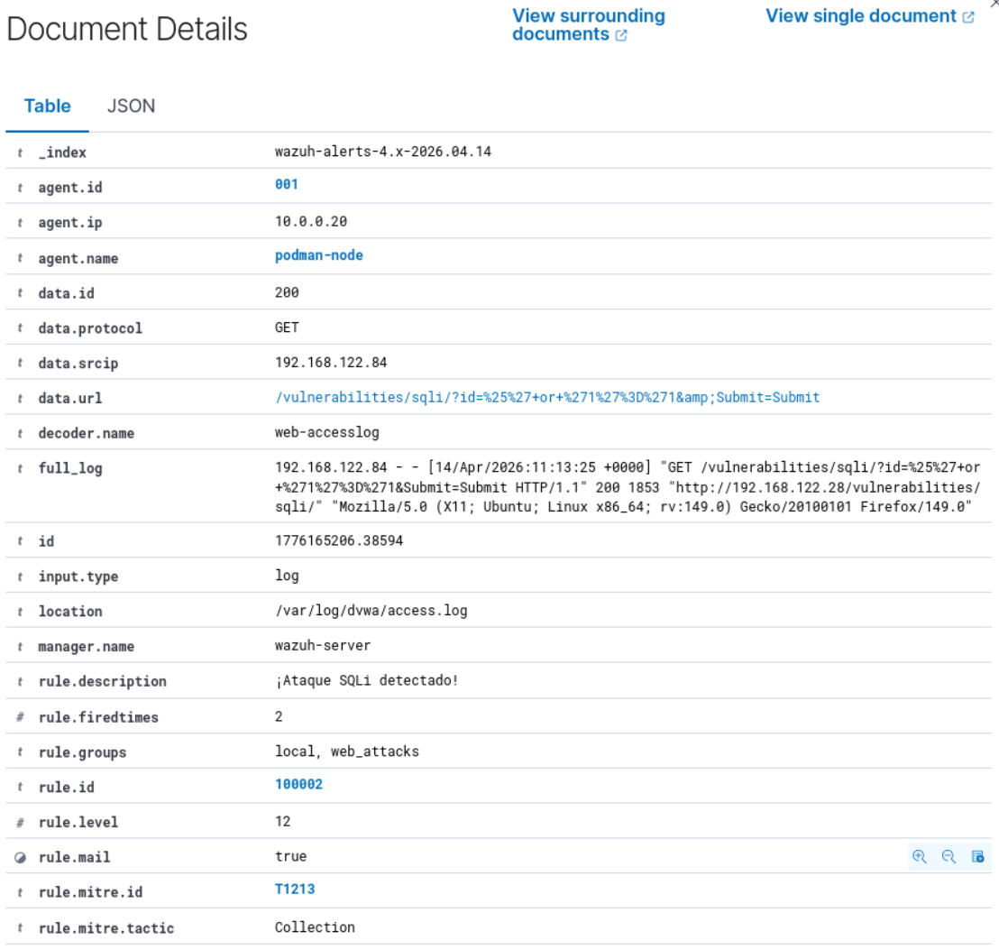 Document Details
View surrounding
documents
View single document
Table
JSON
t _index wazuh-alerts-4.x-2026.04.14
t agent.id 001
t agent.ip 10.0.0.20
t agent.name podman-node
t data.id 200
t data.protocol GET
t data.srcip 192.168.122.84
t data.url /vulnerabilities/sqli/?id=%25%27+or+%271%27%3D%271&amp;Submit=Submit
t decoder.name web-accesslog
t full_log 192.168.122.84 - - [14/Apr/2026:11:13:25 +0000] "GET /vulnerabilities/sqli/?id=%25%27+or
+%271%27%3D%271&Submit=Submit HTTP/1.1" 200 1853 "http://192.168.122.28/vulnerabilities/
sqli/" "Mozilla/5.0 (X11; Ubuntu; Linux x86_64; rv:149.0) Gecko/20100101 Firefox/149.0"
t id 1776165206.38594
t input.type log
t location /var/log/dvwa/access.log
t manager.name wazuh-server
t rule.description ¡Ataque SQLi detectado!
# rule.firedtimes 2
t rule.groups local, web_attacks
t rule.id 100002
# rule.level 12
rule.mail true
t rule.mitre.id T1213
t rule.mitre.tactic Collection